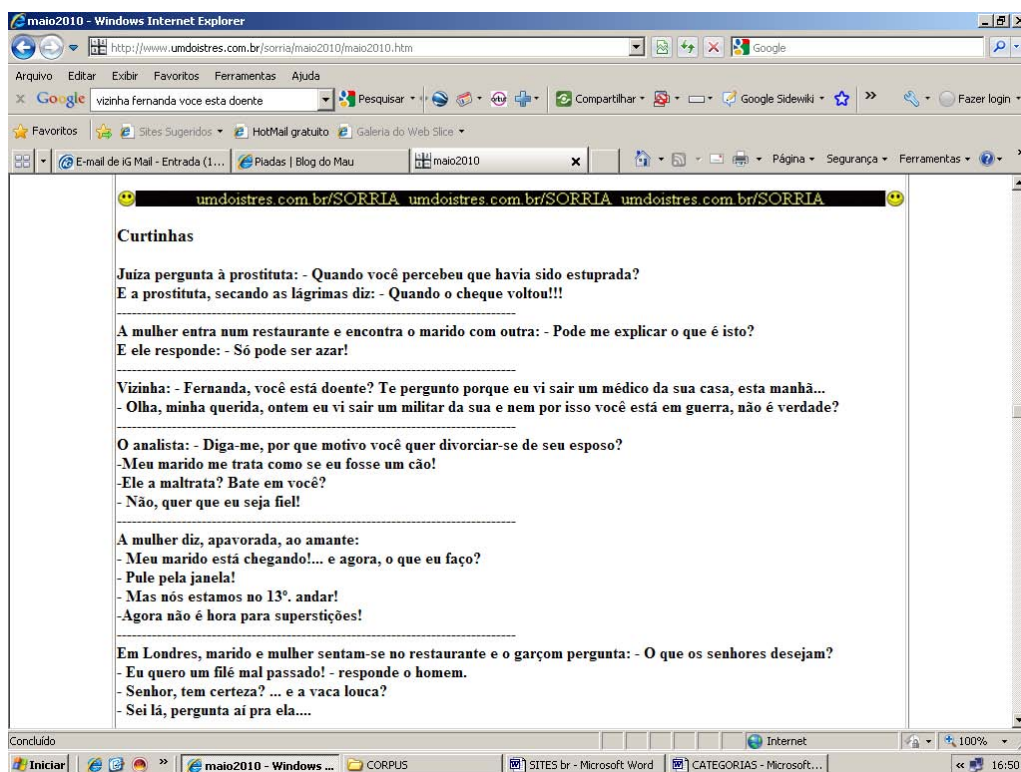 maio2010 - Windows Internet Explorer
http://www.umdoistres.com.br/sorria/maio2010/maio2010.htm
Google
Arquivo Editar Exibir Favoritos Ferramentas Ajuda
x Google vizinha fernanda voce esta doente Pesquisar Compartilhar Google Sidewiki » Fazer login
Favoritos Sites Sugeridos HotMail gratuito Galeria do Web Slice
E-mail de iG Mail - Entrada (1... Piadas | Blog do Mau maio2010 x Página Segurança Ferramentas
umdoistres.com.br/SORRIA umdoistres.com.br/SORRIA umdoistres.com.br/SORRIA
Curtinhas
Juíza pergunta à prostituta: - Quando você percebeu que havia sido estuprada?
E a prostituta, secando as lágrimas diz: - Quando o cheque voltou!!!
--------------------------------------------------------------------------------
A mulher entra num restaurante e encontra o marido com outra: - Pode me explicar o que é isto?
E ele responde: - Só pode ser azar!
--------------------------------------------------------------------------------
Vizinha: - Fernanda, você está doente? Te pergunto porque eu vi sair um médico da sua casa, esta manhã...
- Olha, minha querida, ontem eu vi sair um militar da sua e nem por isso você está em guerra, não é verdade?
--------------------------------------------------------------------------------
O analista: - Diga-me, por que motivo você quer divorciar-se de seu esposo?
-Meu marido me trata como se eu fosse um cão!
-Ele a maltrata? Bate em você?
- Não, quer que eu seja fiel!
--------------------------------------------------------------------------------
A mulher diz, apavorada, ao amante:
- Meu marido está chegando!... e agora, o que eu faço?
- Pule pela janela!
- Mas nós estamos no 13º. andar!
-Agora não é hora para superstições!
--------------------------------------------------------------------------------
Em Londres, marido e mulher sentam-se no restaurante e o garçom pergunta: - O que os senhores desejam?
- Eu quero um filé mal passado! - responde o homem.
- Senhor, tem certeza? ... e a vaca louca?
- Sei lá, pergunta aí pra ela....
Concluído Internet 100%
Iniciar » maio2010 - Windows ... CORPUS SITES br - Microsoft Word CATEGORIAS - Microsoft... « 16:50